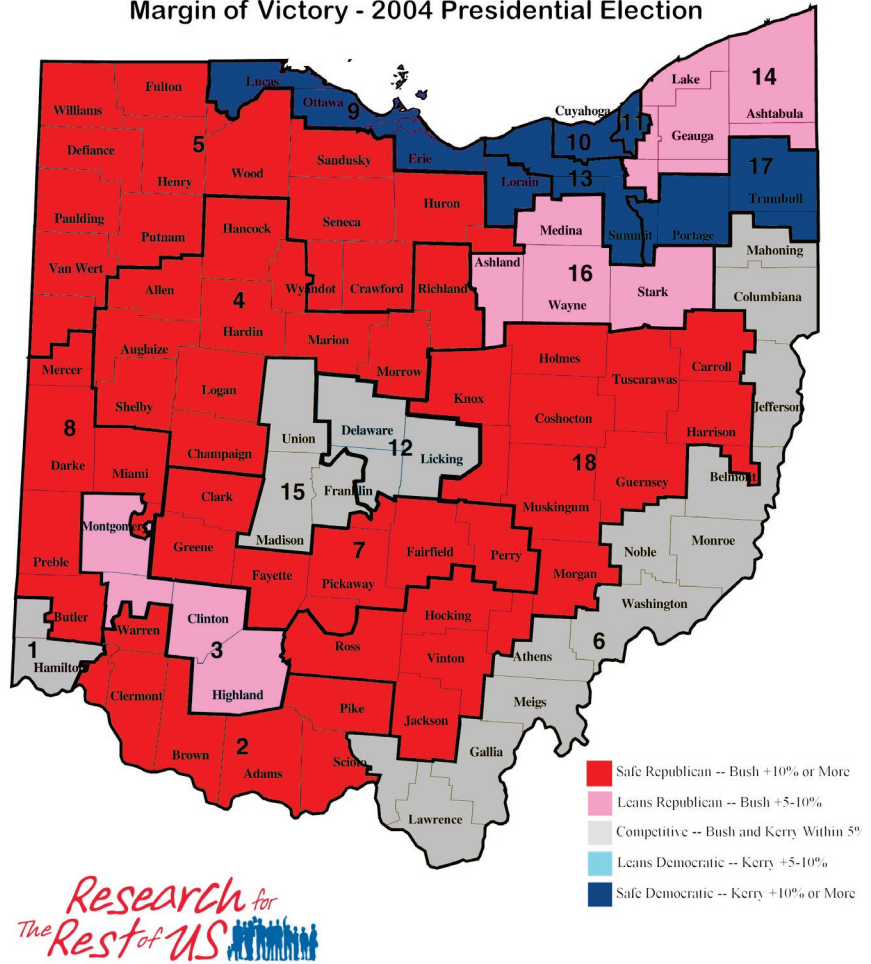 Margin of Victory - 2004 Presidential Election
Lake
14
Fulton
Lucas
Ottawa
9
Cuyahoga
11
Ashtabula
Williams
10
Geauga
Defiance
5
Henry
Wood
Sandusky
Erie
Lorain
13
17
Trumbull
Paulding
Putnam
Hancock
Seneca
Huron
Medina
Summit
Portage
Mahoning
Van Wert
Allen
4
Wyandot
Crawford
Richland
Ashland
16
Wayne
Stark
Columbiana
Hardin
Auglaize
Marion
Morrow
Holmes
Tuscarawas
Carroll
Mercer
Shelby
Logan
Knox
Coshocton
Jefferson
Harrison
8
Union
Delaware
12
Licking
Darke
Miami
Champaign
18
Guernsey
Belmont
Clark
15
Franklin
Muskingum
Montgomery
Madison
Greene
7
Fairfield
Perry
Noble
Monroe
Preble
Fayette
Pickaway
Morgan
Washington
Butler
Warren
Clinton
Hocking
6
1
Hamilton
3
Ross
Vinton
Athens
Clermont
Highland
Pike
Jackson
Meigs
Brown
2
Adams
Scioto
Gallia
Lawrence
Safe Republican -- Bush +10% or More
Leans Republican -- Bush +5-10%
Competitive -- Bush and Kerry Within 5%
Leans Democratic -- Kerry +5-10%
Safe Democratic -- Kerry +10% or More
Research for
The Rest of US